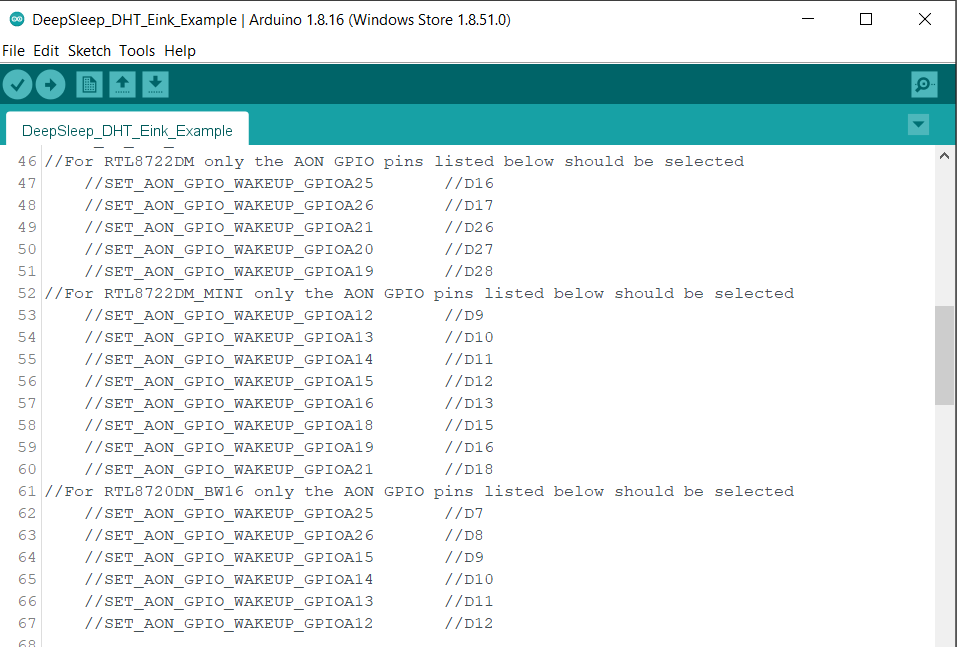 DeepSleep_DHT_Eink_Example | Arduino 1.8.16 (Windows Store 1.8.51.0)
File Edit Sketch Tools Help
DeepSleep_DHT_Eink_Example
46 //For RTL8722DM only the AON GPIO pins listed below should be selected
47 //SET_AON_GPIO_WAKEUP_GPIOA25 //D16
48 //SET_AON_GPIO_WAKEUP_GPIOA26 //D17
49 //SET_AON_GPIO_WAKEUP_GPIOA21 //D26
50 //SET_AON_GPIO_WAKEUP_GPIOA20 //D27
51 //SET_AON_GPIO_WAKEUP_GPIOA19 //D28
52 //For RTL8722DM_MINI only the AON GPIO pins listed below should be selected
53 //SET_AON_GPIO_WAKEUP_GPIOA12 //D9
54 //SET_AON_GPIO_WAKEUP_GPIOA13 //D10
55 //SET_AON_GPIO_WAKEUP_GPIOA14 //D11
56 //SET_AON_GPIO_WAKEUP_GPIOA15 //D12
57 //SET_AON_GPIO_WAKEUP_GPIOA16 //D13
58 //SET_AON_GPIO_WAKEUP_GPIOA18 //D15
59 //SET_AON_GPIO_WAKEUP_GPIOA19 //D16
60 //SET_AON_GPIO_WAKEUP_GPIOA21 //D18
61 //For RTL8720DN_BW16 only the AON GPIO pins listed below should be selected
62 //SET_AON_GPIO_WAKEUP_GPIOA25 //D7
63 //SET_AON_GPIO_WAKEUP_GPIOA26 //D8
64 //SET_AON_GPIO_WAKEUP_GPIOA15 //D9
65 //SET_AON_GPIO_WAKEUP_GPIOA14 //D10
66 //SET_AON_GPIO_WAKEUP_GPIOA13 //D11
67 //SET_AON_GPIO_WAKEUP_GPIOA12 //D12
68